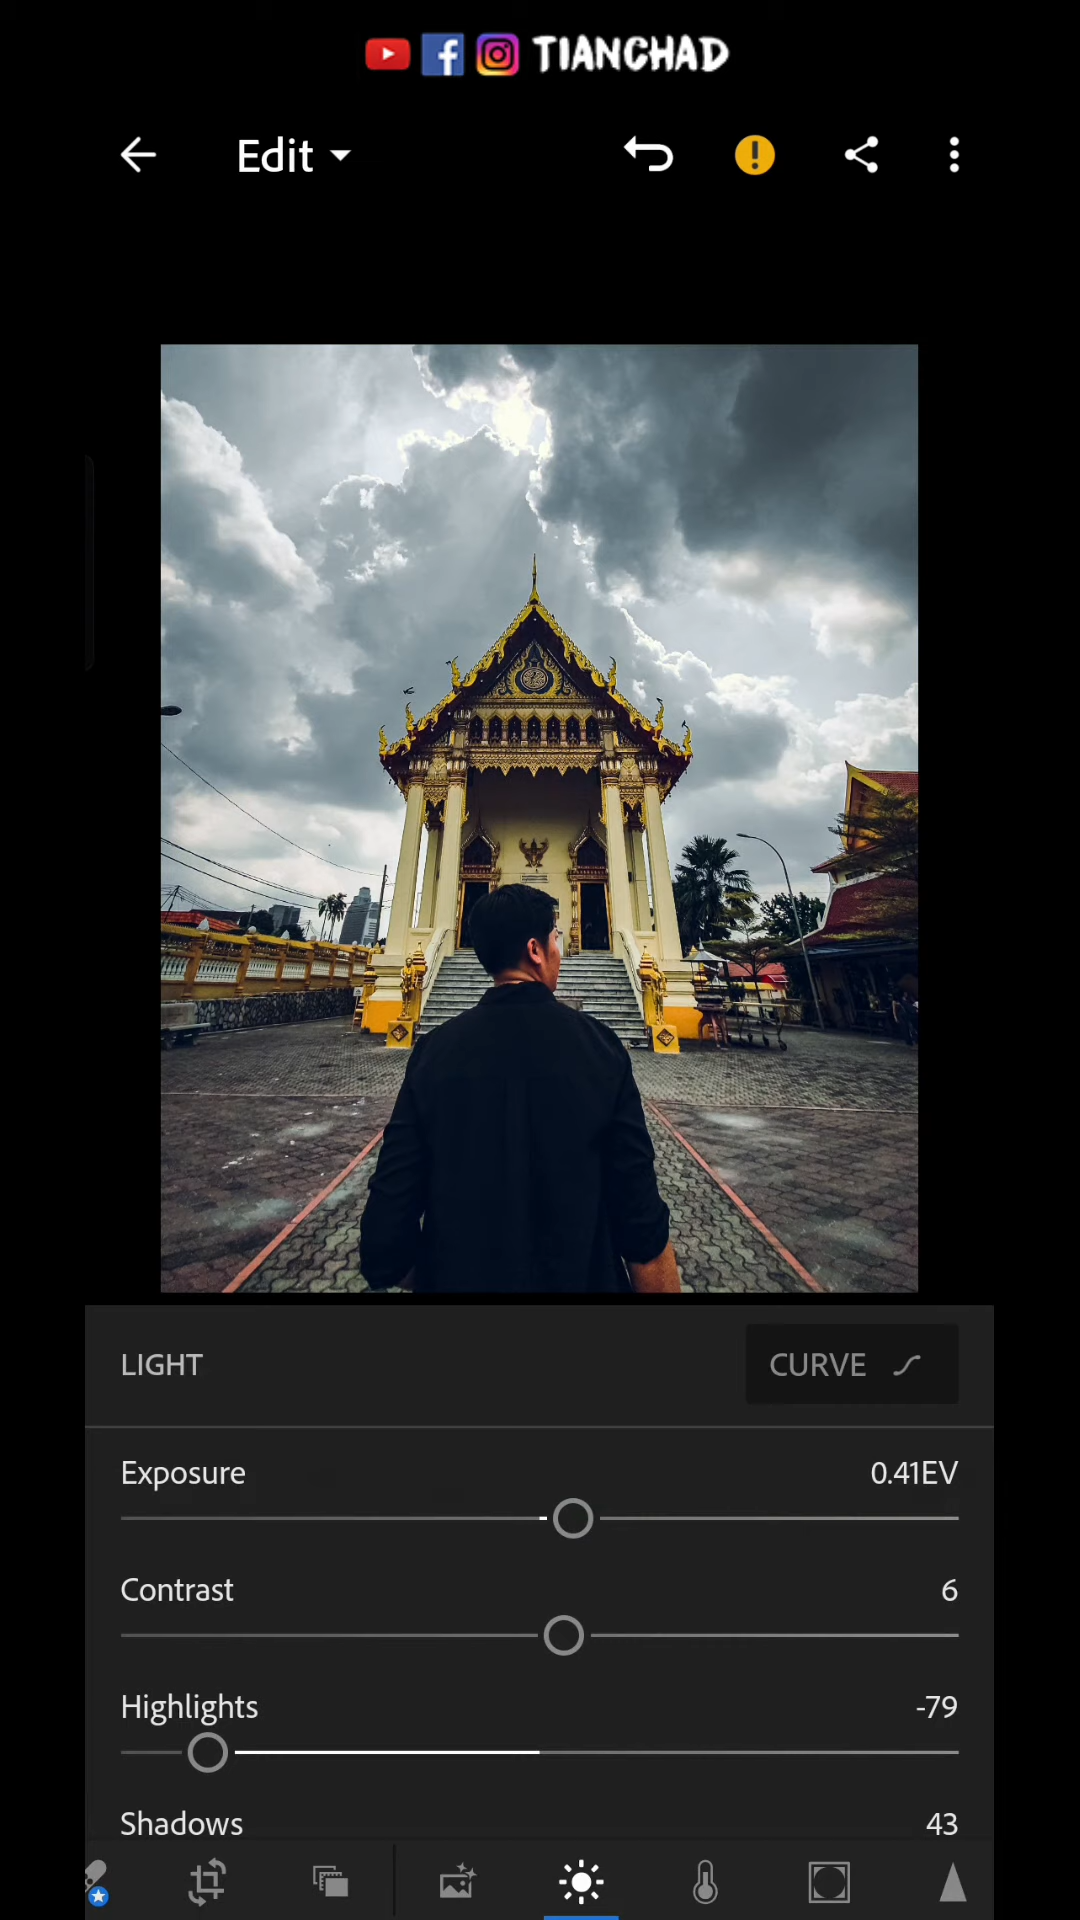 TIANCHAD
Edit
LIGHT
CURVE
Exposure
0.41EV
Contrast
6
Highlights
-79
Shadows
43